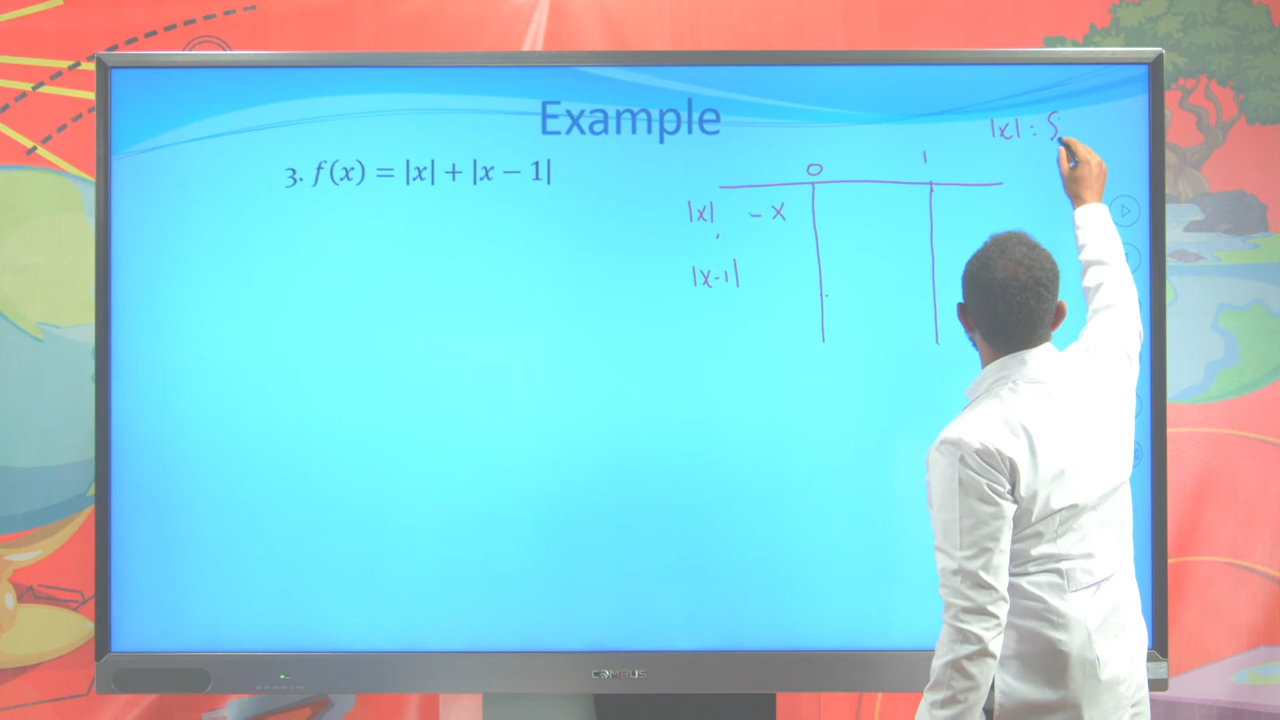 Example
3. f(x) = |x| + |x − 1|
|x| :
0 1
|x| - x
|x-1|
COMBUS